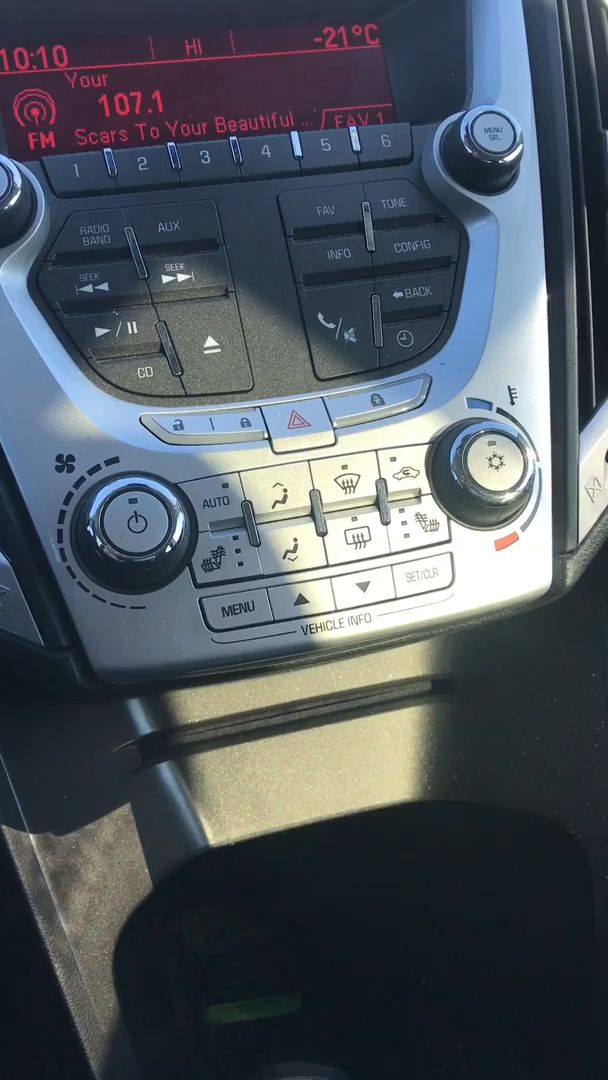 10:10 HI -21°C
Your
107.1
FM Scars To Your Beautiful ... FAV 1
1 2 3 4 5 6
MENU
SEL
RADIO
BAND AUX
FAV TONE
SEEK SEEK
INFO CONFIG
BACK
CD
AUTO
MENU SET/CLR
VEHICLE INFO